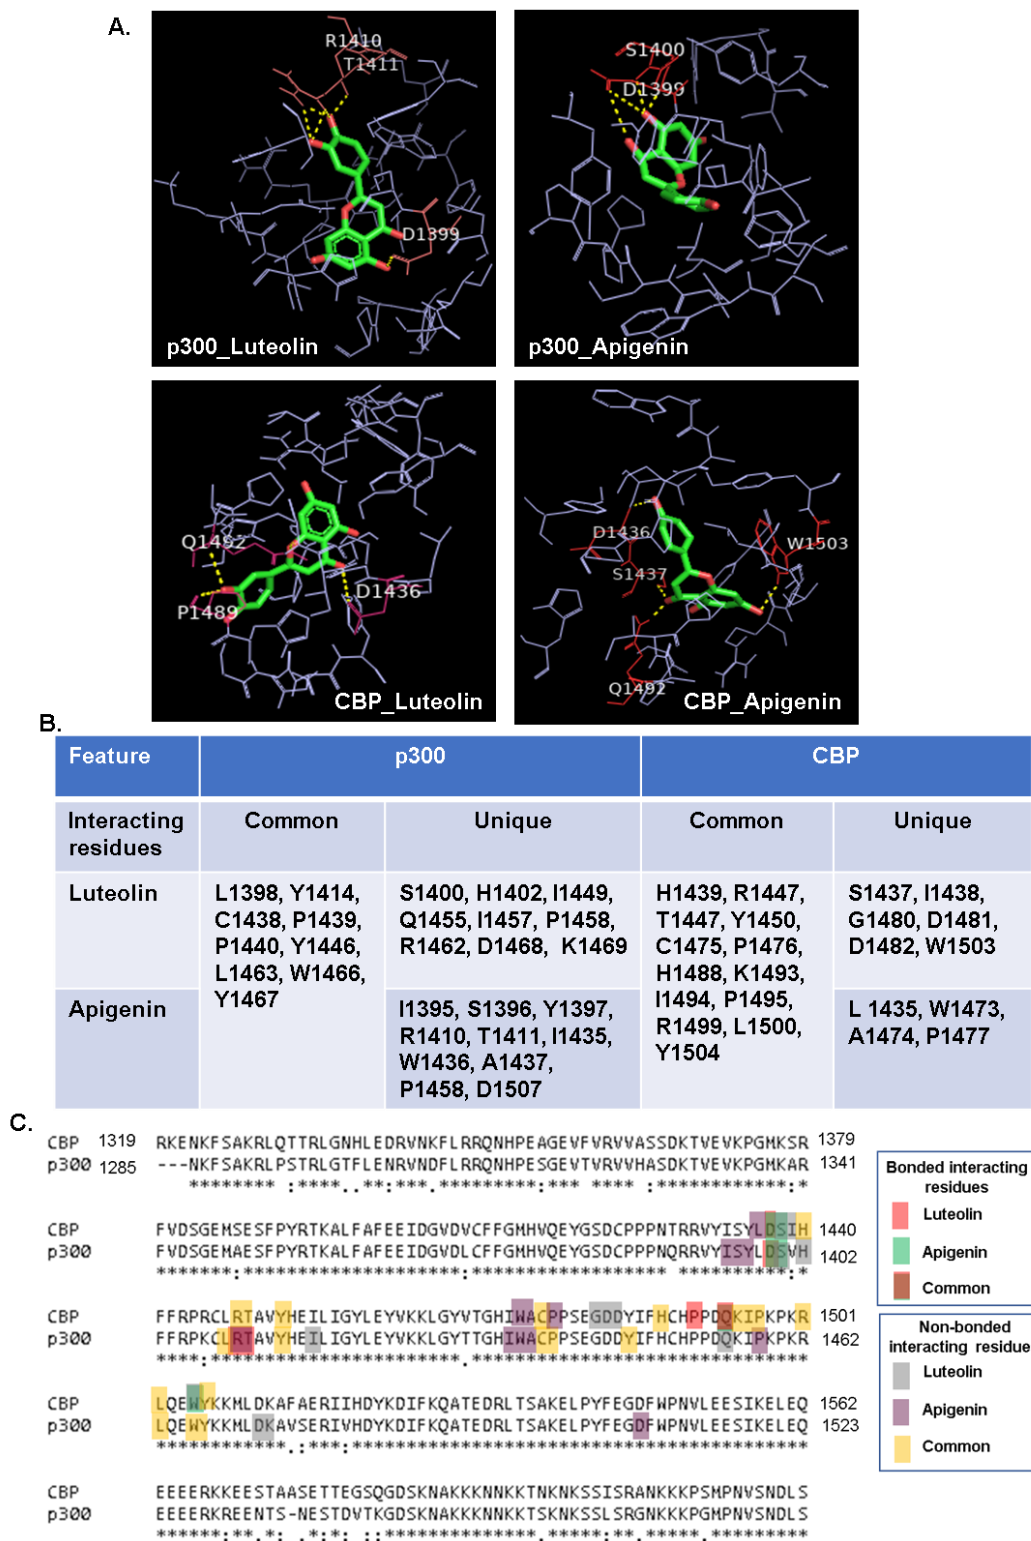 A.
R1410
T1411
D1399
p300_Luteolin
S1400
D1399
p300_Apigenin
Q1492
P1489
D1436
CBP_Luteolin
D1436
S1437
W1503
Q1492
CBP_Apigenin
B.
Feature p300 CBP
Interacting residues Common Unique Common Unique
Luteolin
L1398, Y1414,
C1438, P1439,
P1440, Y1446,
L1463, W1466,
Y1467
S1400, H1402, I1449,
Q1455, I1457, P1458,
R1462, D1468, K1469
H1439, R1447,
T1447, Y1450,
C1475, P1476,
H1488, K1493,
I1494, P1495,
R1499, L1500,
Y1504
S1437, I1438,
G1480, D1481,
D1482, W1503
Apigenin
I1395, S1396, Y1397,
R1410, T1411, I1435,
W1436, A1437,
P1458, D1507
L 1435, W1473,
A1474, P1477
C.
CBP 1319 RKENKFSAKRLQTTRLGNHLEDRVNKFLRRQNHPEAGEVFVRVVASSDKTVEVKPGMKSR 1379
p300 1285 ---NKFSAKRLPSTRLGTFLENRVNDFLRRQNHPESGEVTVRVVHASDKTVEVKPGMKAR 1341
CBP FVDSGEMSESFPYRTKALFAFEEIDGVDVCFFGMHVQEYGSDCPPPNTRRVYISYLDSIH 1440
p300 FVDSGEMAESFPYRTKALFAFEEIDGVDLCFFGMHVQEYGSDCPPPNQRRVYISYLDSVH 1402
CBP FFRPRCLRTAVYHEILIGYLEYVKKLGYVTGHIWACPPSEGDDYIFHCHPPDQKIPKPKR 1501
p300 FFRPKCLRTAVYHEILIGYLEYVKKLGYTTGHIWACPPSEGDDYIFHCHPPDQKIPKPKR 1462
CBP LQEWYKKMLDKAFAERIIHDYKDIFKQATEDRLTSAKELPYFEGDFWPNVLEESIKELEQ 1562
p300 LQEWYKKMLDKAVSERIVHDYKDIFKQATEDRLTSAKELPYFEGDFWPNVLEESIKELEQ 1523
CBP EEEERKKEESTAASETTEGSQGDSKNAKKKNNKKTNKNKSSISRANKKKPSMPNVSNDLS
p300 EEEERKREENTS-NESTDVTKGDSKNAKKKNNKKTSKNKSSLSRGNKKKPGMPNVSNDLS
Bonded interacting
residues
Luteolin
Apigenin
Common
Non-bonded
interacting residue
Luteolin
Apigenin
Common